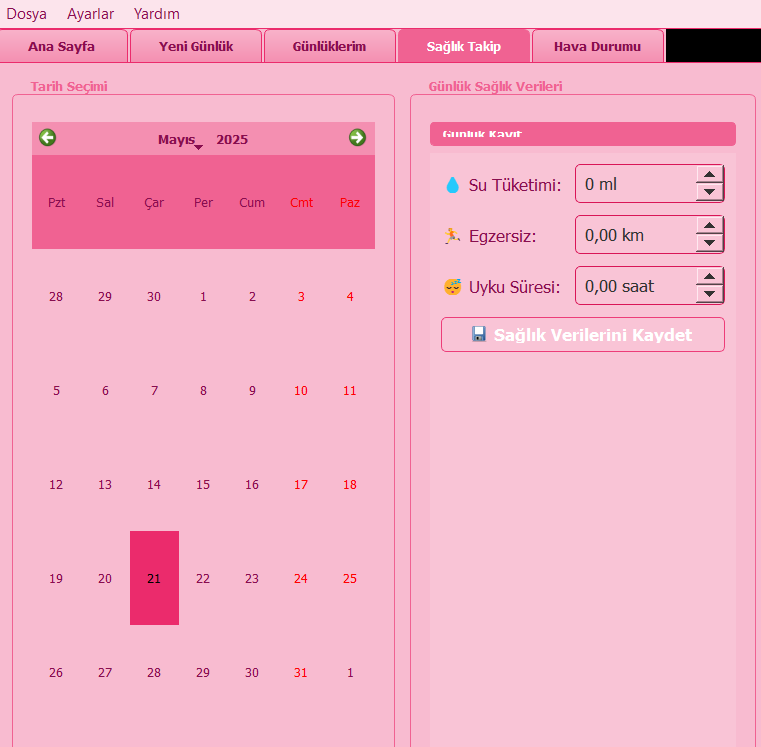 Dosya Ayarlar Yardım
Ana Sayfa Yeni Günlük Günlüklerim Sağlık Takip Hava Durumu
Tarih Seçimi
Mayıs 2025
Pzt Sal Çar Per Cum Cmt Paz
28 29 30 1 2 3 4
5 6 7 8 9 10 11
12 13 14 15 16 17 18
19 20 21 22 23 24 25
26 27 28 29 30 31 1
Günlük Sağlık Verileri
Günlük Kayıt
Su Tüketimi: 0 ml
Egzersiz: 0,00 km
Uyku Süresi: 0,00 saat
Sağlık Verilerini Kaydet